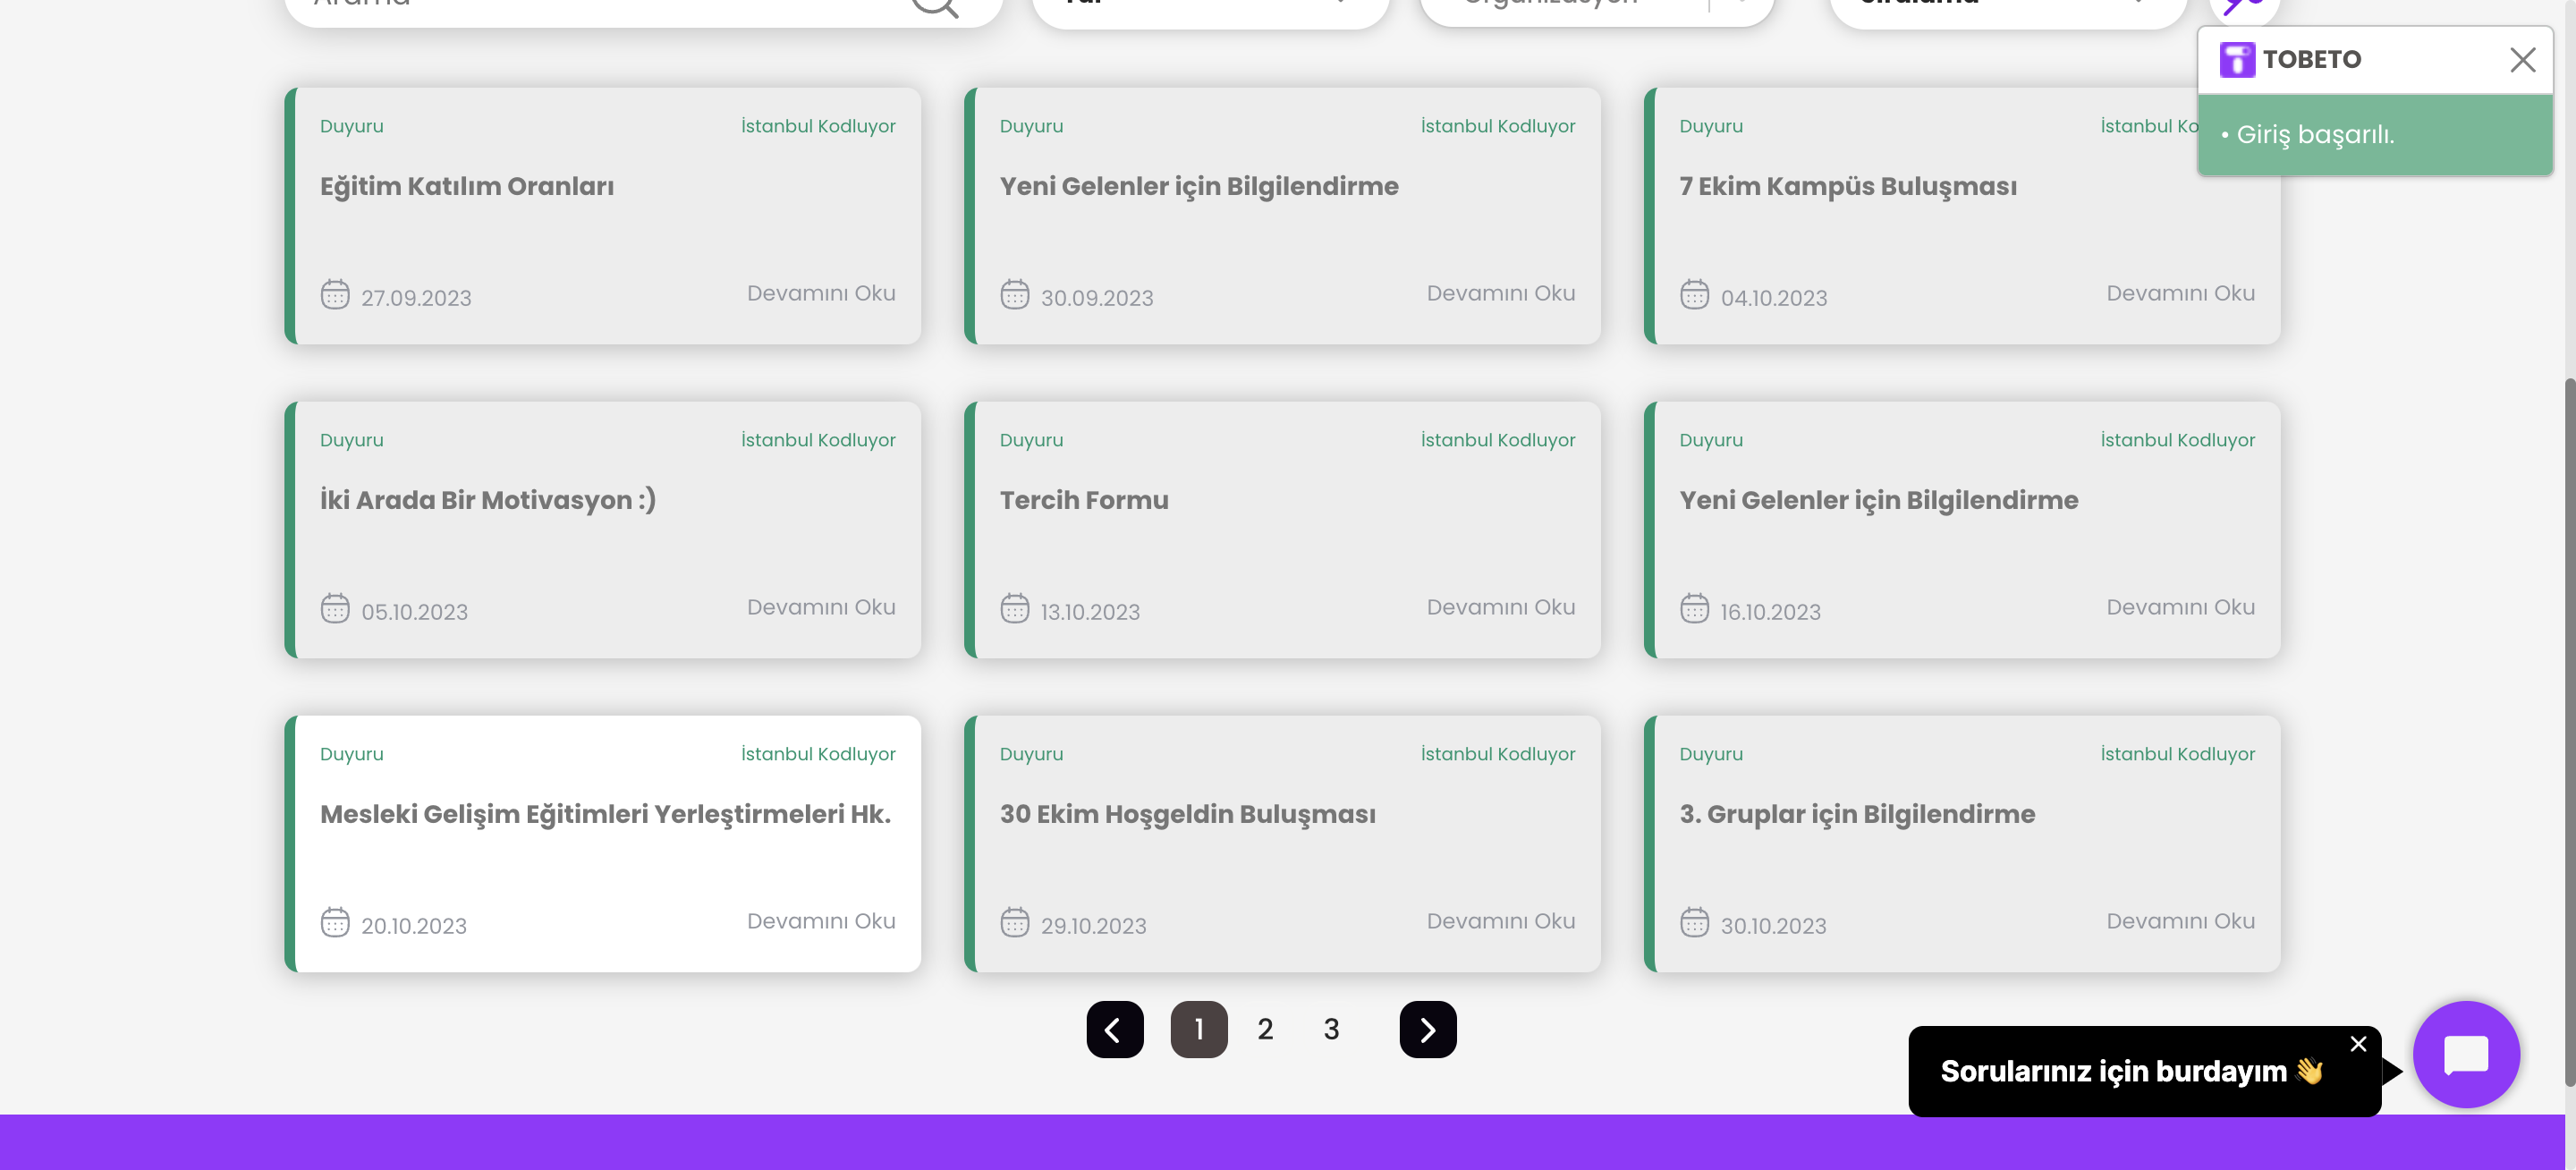 TOBETO
• Giriş başarılı.
Duyuru İstanbul Kodluyor
Eğitim Katılım Oranları
27.09.2023 Devamını Oku
Duyuru İstanbul Kodluyor
Yeni Gelenler için Bilgilendirme
30.09.2023 Devamını Oku
Duyuru İstanbul
7 Ekim Kampüs Buluşması
04.10.2023 Devamını Oku
Duyuru İstanbul Kodluyor
İki Arada Bir Motivasyon :)
05.10.2023 Devamını Oku
Duyuru İstanbul Kodluyor
Tercih Formu
13.10.2023 Devamını Oku
Duyuru İstanbul Kodluyor
Yeni Gelenler için Bilgilendirme
16.10.2023 Devamını Oku
Duyuru İstanbul Kodluyor
Mesleki Gelişim Eğitimleri Yerleştirmeleri Hk.
20.10.2023 Devamını Oku
Duyuru İstanbul Kodluyor
30 Ekim Hoşgeldin Buluşması
29.10.2023 Devamını Oku
Duyuru İstanbul Kodluyor
3. Gruplar için Bilgilendirme
30.10.2023 Devamını Oku
1 2 3
Sorularınız için burdayım 👋